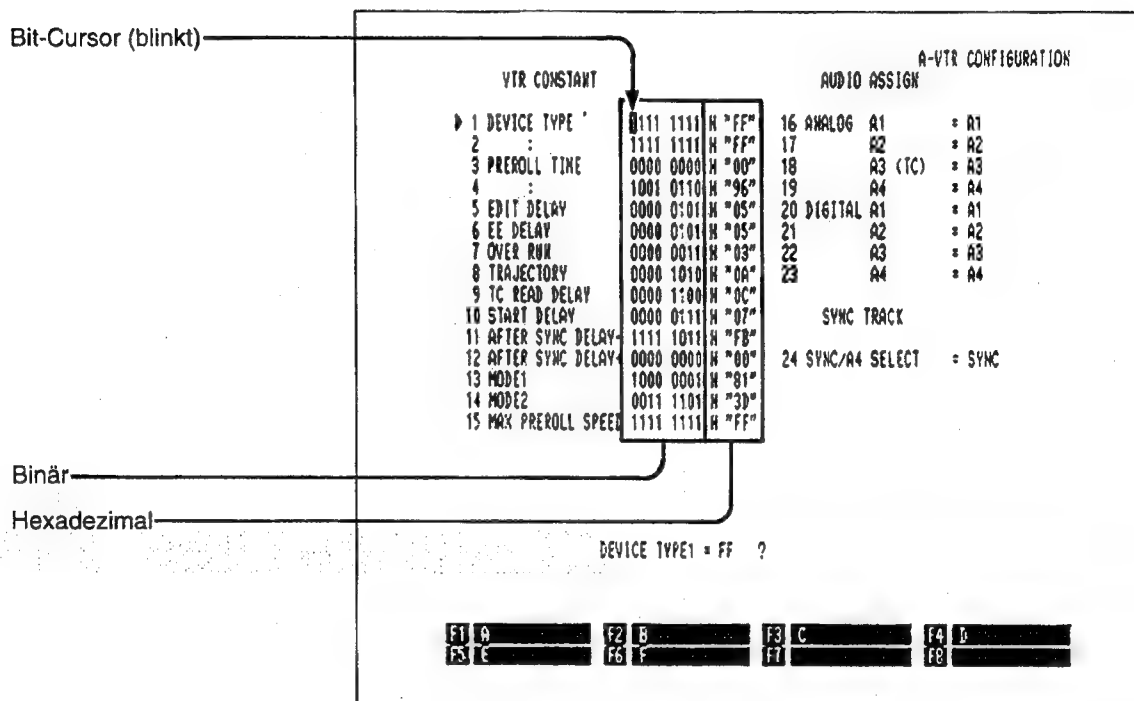 Bit-Cursor (blinkt)
A-VTR CONFIGURATION
VTR CONSTANT
AUDIO ASSIGN
1 DEVICE TYPE 1111 1111 H "FF"
2 : 1111 1111 H "FF"
3 PREROLL TIME 0000 0000 H "00"
4 : 1001 0110 H "96"
5 EDIT DELAY 0000 0101 H "05"
6 EE DELAY 0000 0101 H "05"
7 OVER RUN 0000 0011 H "03"
8 TRAJECTORY 0000 1010 H "0A"
9 TC READ DELAY 0000 1100 H "0C"
10 START DELAY 0000 0111 H "07"
11 AFTER SYNC DELAY- 1111 1011 H "FB"
12 AFTER SYNC DELAY+ 0000 0000 H "00"
13 MODE1 1000 0001 H "81"
14 MODE2 0011 1101 H "3D"
15 MAX PREROLL SPEED 1111 1111 H "FF"
16 ANALOG A1 = A1
17 A2 = A2
18 A3 (TC) = A3
19 A4 = A4
20 DIGITAL A1 = A1
21 A2 = A2
22 A3 = A3
23 A4 = A4
SYNC TRACK
24 SYNC/A4 SELECT = SYNC
Binär
Hexadezimal
DEVICE TYPE1 = FF ?
F1 A F2 B F3 C F4 D
F5 E F6 F F7 F8